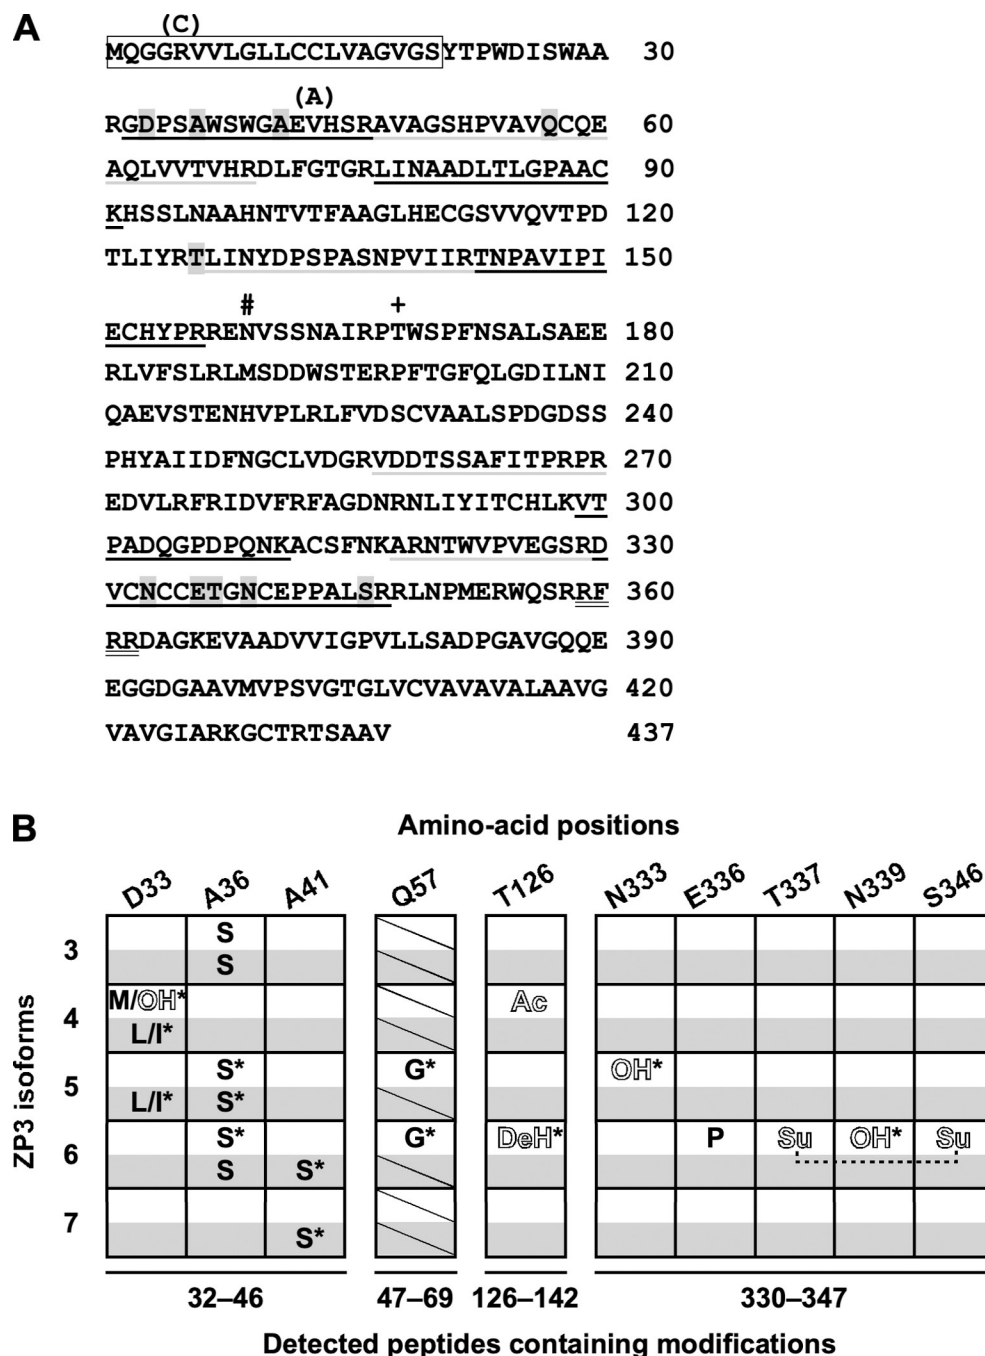 A
(C)
MQGGRVVLGLLCCLVAGVGSYTPWDISWAA 30
(A)
RGDPSAWSWGAEVHSRAVAGSHPVAVQCQE 60
AQLVVTVHRDLFGTGRLINAADLTLGPAAC 90
KHSSLNAAHNTVTFAAGLHECGSVVQVTPD 120
TLIYRTLINYDPSPASNPVIIRTNPAVIPI 150
# +
ECHYPRRENVSSNAIRPTWSPFNSALSAEE 180
RLVFSLRLMSDDWSTERPFTGFQLGDILNI 210
QAEVSTENHVPLRLFVDSCVAALSPDGDSS 240
PHYAIIDFNGCLVDGRVDDTSSAFITPRPR 270
EDVLRFRIDVFRFAGDNRNLIYITCHLKVT 300
PADQGPDPQNKACSFNKARNTWVPVEGSRD 330
VCNCCETGNCEPPALSRRLNPMERWQSRRF 360
RRDAGKEVAADVVIGPVLLSADPGAVGQQE 390
EGGDGAAVMVPSVGTGLVCVAVAVALAAVG 420
VAVGIARKGCTRTSAAV 437
B
Amino-acid positions
D33 A36 A41 Q57 T126 N333 E336 T337 N339 S346
ZP3 isoforms
3 S
S
4 M/OH* Ac
L/I*
5 S* G* OH*
L/I* S*
6 S* G* DeH* P Su OH* Su
S S*
7
S*
32–46 47–69 126–142 330–347
Detected peptides containing modifications